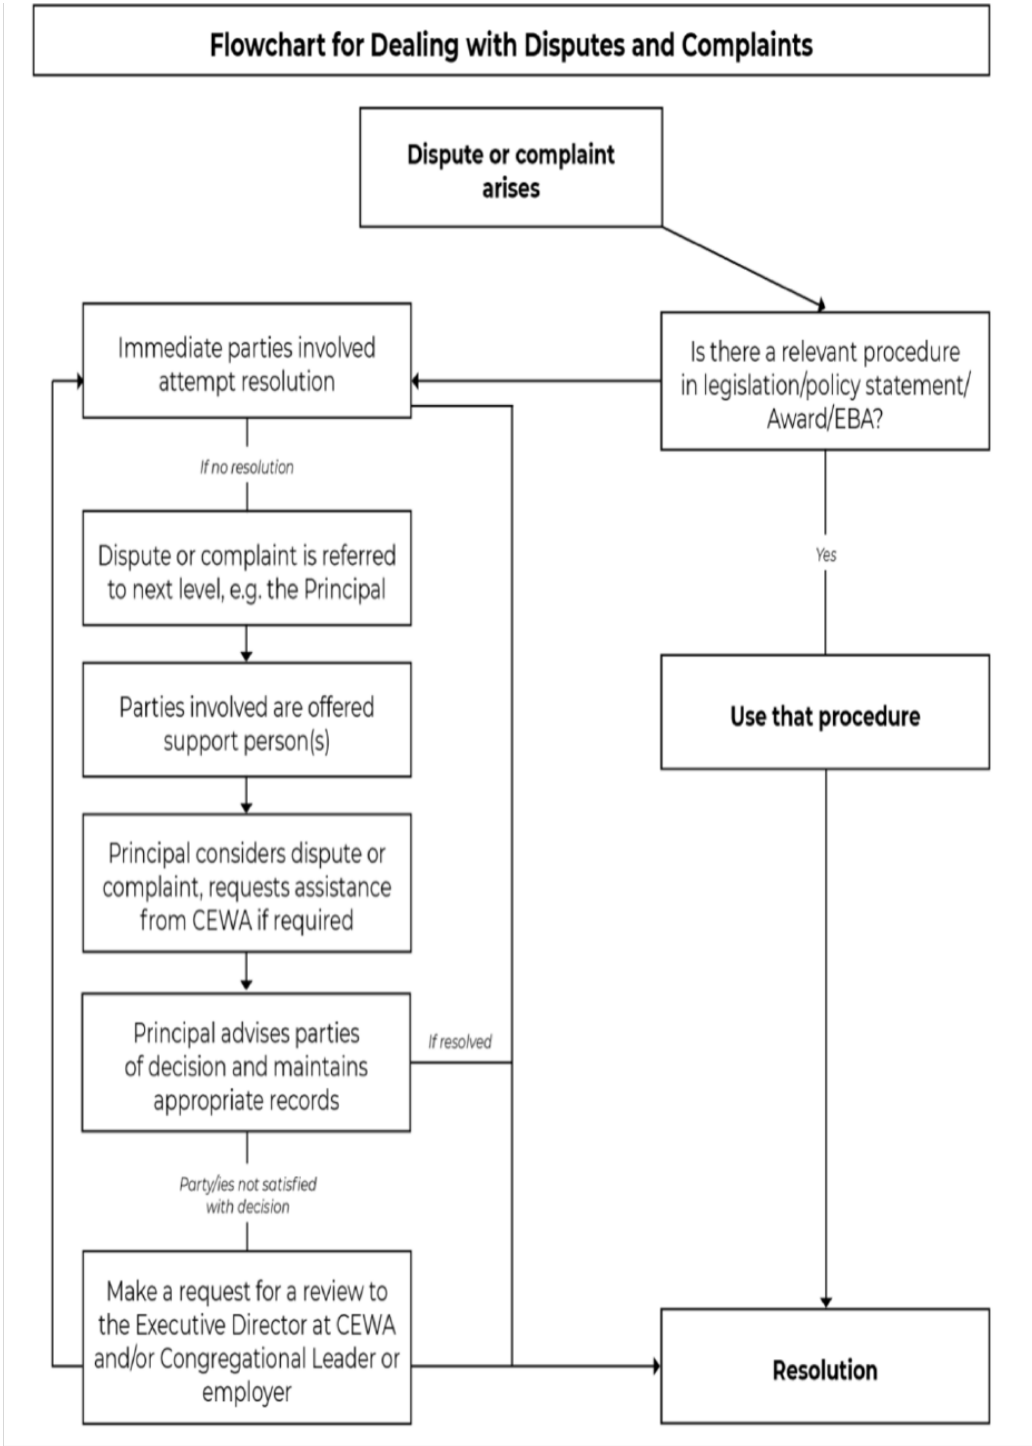 Flowchart for Dealing with Disputes and Complaints
Dispute or complaint
arises
Is there a relevant procedure
in legislation/policy statement/
Award/EBA?
Immediate parties involved
attempt resolution
If no resolution
Dispute or complaint is referred
to next level, e.g. the Principal
Parties involved are offered
support person(s)
Principal considers dispute or
complaint, requests assistance
from CEWA if required
Principal advises parties
of decision and maintains
appropriate records
If resolved
Party/ies not satisfied
with decision
Make a request for a review to
the Executive Director at CEWA
and/or Congregational Leader or
employer
Yes
Use that procedure
Resolution